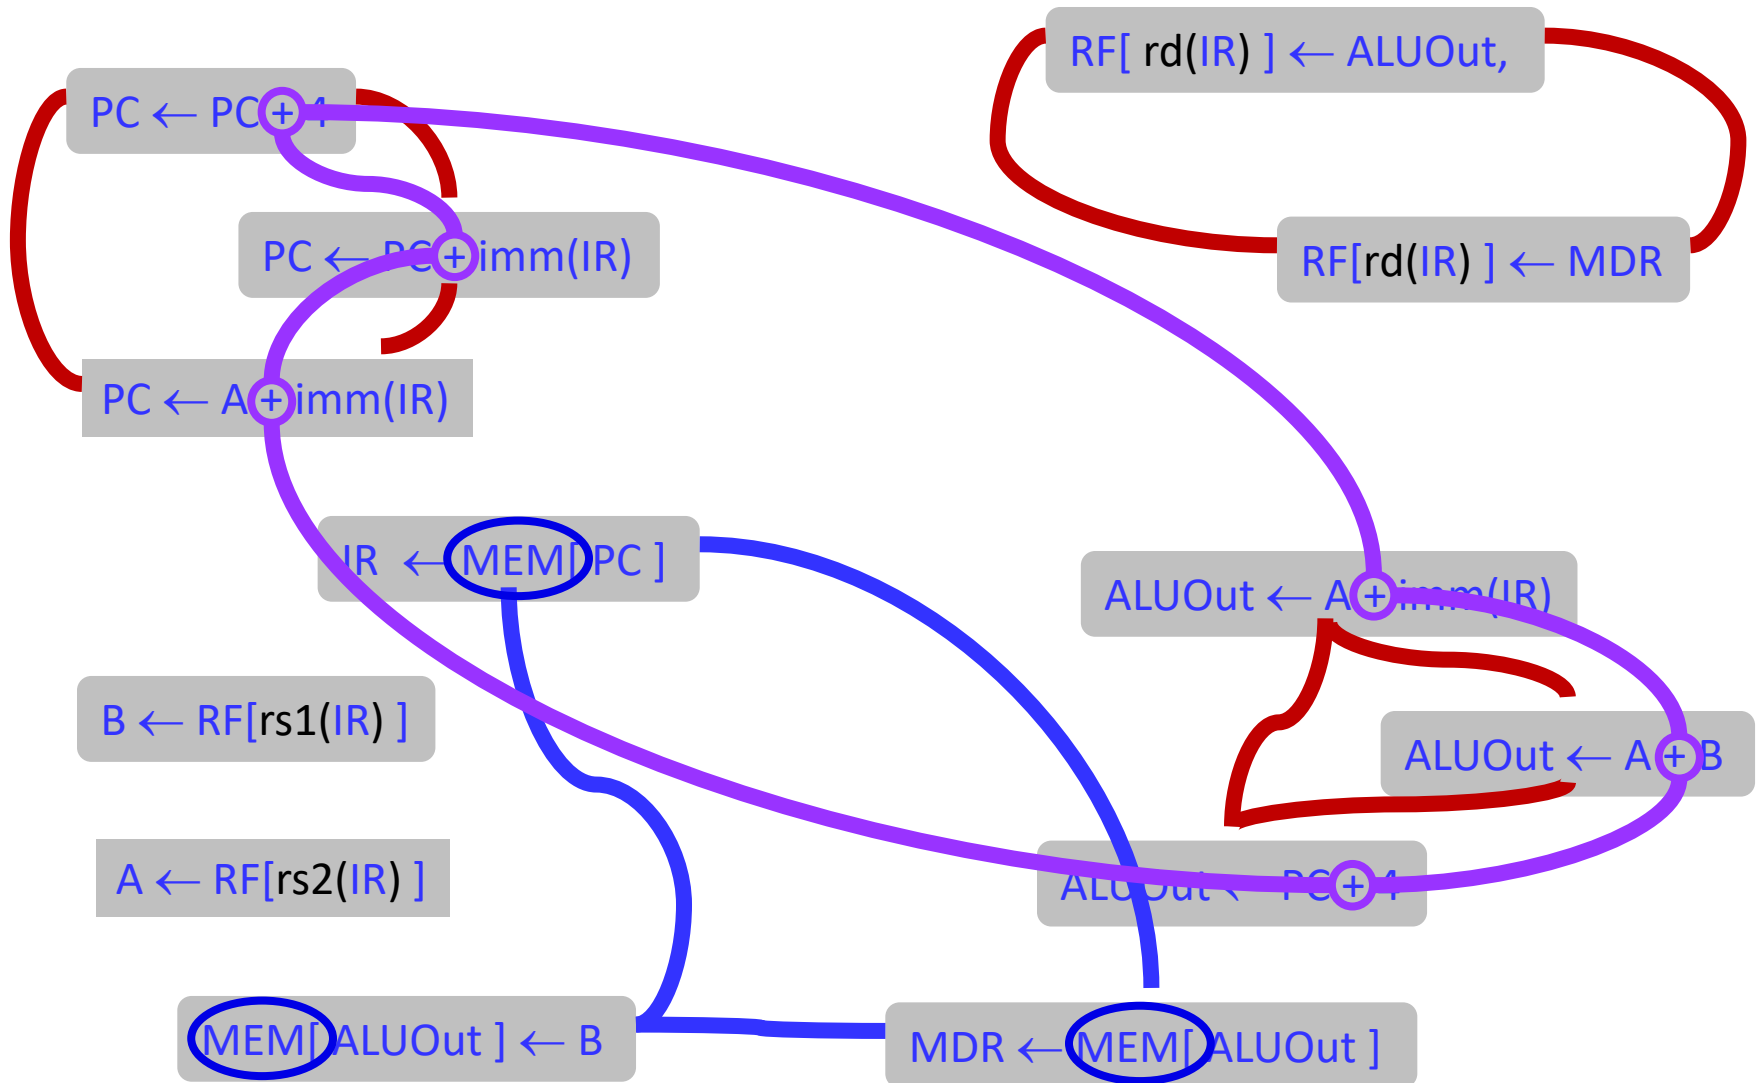 RF[ rd(IR) ] ← ALUOut,
PC ← PC + 4
PC ← PC + imm(IR)
RF[rd(IR) ] ← MDR
PC ← A + imm(IR)
IR ← MEM[ PC ]
ALUOut ← A + imm(IR)
B ← RF[rs1(IR) ]
ALUOut ← A + B
A ← RF[rs2(IR) ]
ALUOut ← PC + 4
MEM[ ALUOut ] ← B
MDR ← MEM[ ALUOut ]